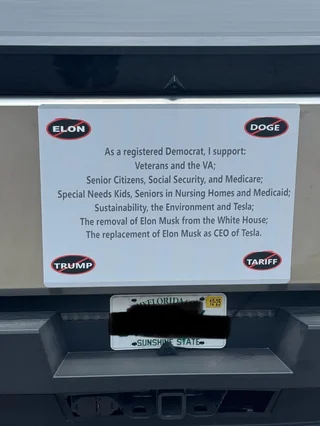 ELON
DOGE
As a registered Democrat, I support:
Veterans and the VA;
Senior Citizens, Social Security, and Medicare;
Special Needs Kids, Seniors in Nursing Homes and Medicaid;
Sustainability, the Environment and Tesla;
The removal of Elon Musk from the White House;
The replacement of Elon Musk as CEO of Tesla.
TRUMP
TARIFF
FLORIDA
SUNSHINE STATE